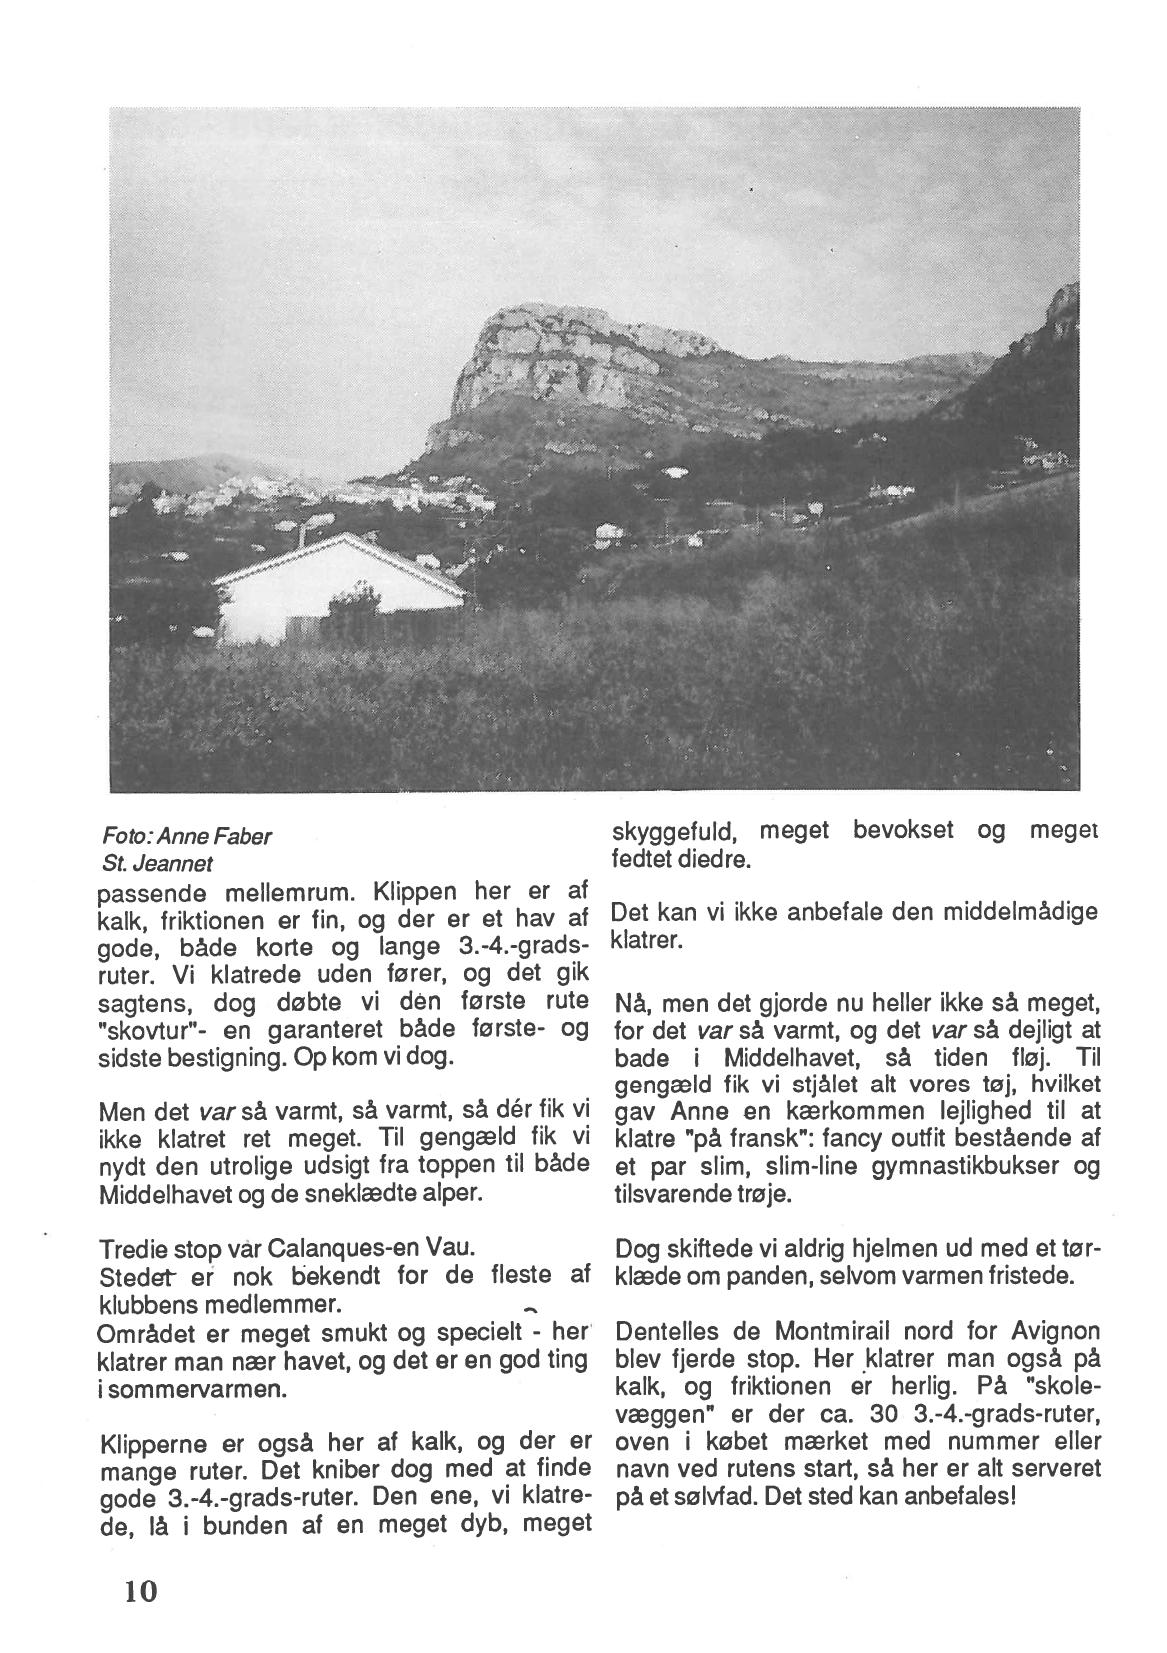 Foto: Anne Faber
St. Jeannet
passende mellemrum. Klippen her er af
kalk, friktionen er fin, og der er et hav af
gode, både korte og lange 3.-4.-grads-
ruter. Vi klatrede uden fører, og det gik
sagtens, dog døbte vi den første rute
"skovtur"- en garanteret både første- og
sidste bestigning. Op kom vi dog.
Men det var så varmt, så varmt, så dér fik vi
ikke klatret ret meget. Til gengæld fik vi
nydt den utrolige udsigt fra toppen til både
Middelhavet og de sneklædte alper.
Tredie stop var Calanques-en Vau.
Stedet er nok bekendt for de fleste af
klubbens medlemmer.
Området er meget smukt og specielt - her
klatrer man nær havet, og det er en god ting
i sommervarmen.
Klipperne er også her af kalk, og der er
mange ruter. Det kniber dog med at finde
gode 3.-4.-grads-ruter. Den ene, vi klatre-
de, lå i bunden af en meget dyb, meget
skyggefuld, meget bevokset og meget
fedtet diedre.
Det kan vi ikke anbefale den middelmådige
klatrer.
Nå, men det gjorde nu heller ikke så meget,
for det var så varmt, og det var så dejligt at
bade i Middelhavet, så tiden fløj. Til
gengæld fik vi stjålet alt vores tøj, hvilket
gav Anne en kærkommen lejlighed til at
klatre "på fransk": fancy outfit bestående af
et par slim, slim-line gymnastikbukser og
tilsvarende trøje.
Dog skiftede vi aldrig hjelmen ud med et tør-
klæde om panden, selvom varmen fristede.
Dentelles de Montmirail nord for Avignon
blev fjerde stop. Her klatrer man også på
kalk, og friktionen er herlig. På "skole-
væggen" er der ca. 30 3.-4.-grads-ruter,
oven i købet mærket med nummer eller
navn ved rutens start, så her er alt serveret
på et sølvfad. Det sted kan anbefales!
10